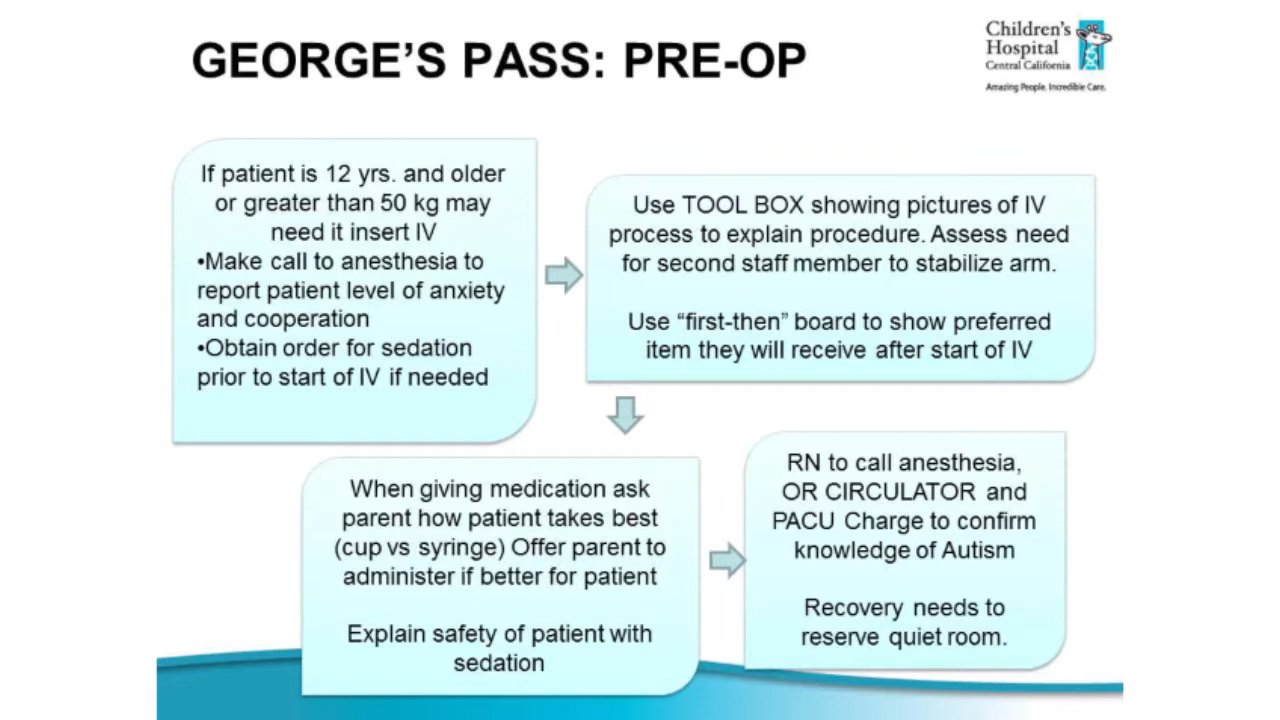 GEORGE’S PASS: PRE-OP
Children's
Hospital
Central California
Amazing People. Incredible Care.
If patient is 12 yrs. and older
or greater than 50 kg may
need it insert IV
•Make call to anesthesia to
report patient level of anxiety
and cooperation
•Obtain order for sedation
prior to start of IV if needed
Use TOOL BOX showing pictures of IV
process to explain procedure. Assess need
for second staff member to stabilize arm.
Use “first-then” board to show preferred
item they will receive after start of IV
When giving medication ask
parent how patient takes best
(cup vs syringe) Offer parent to
administer if better for patient
Explain safety of patient with
sedation
RN to call anesthesia,
OR CIRCULATOR and
PACU Charge to confirm
knowledge of Autism
Recovery needs to
reserve quiet room.